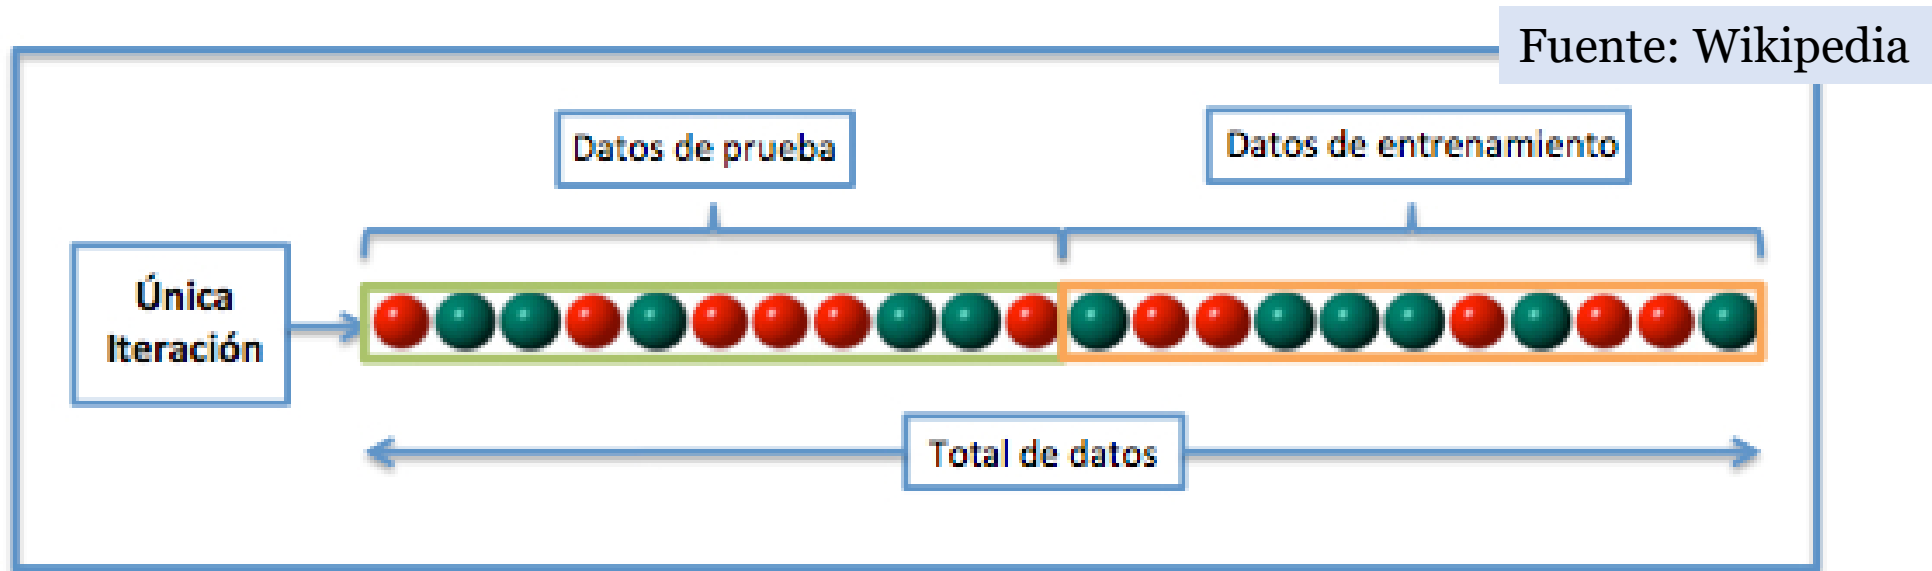 Fuente: Wikipedia
Datos de prueba
Datos de entrenamiento
Única
Iteración
Total de datos